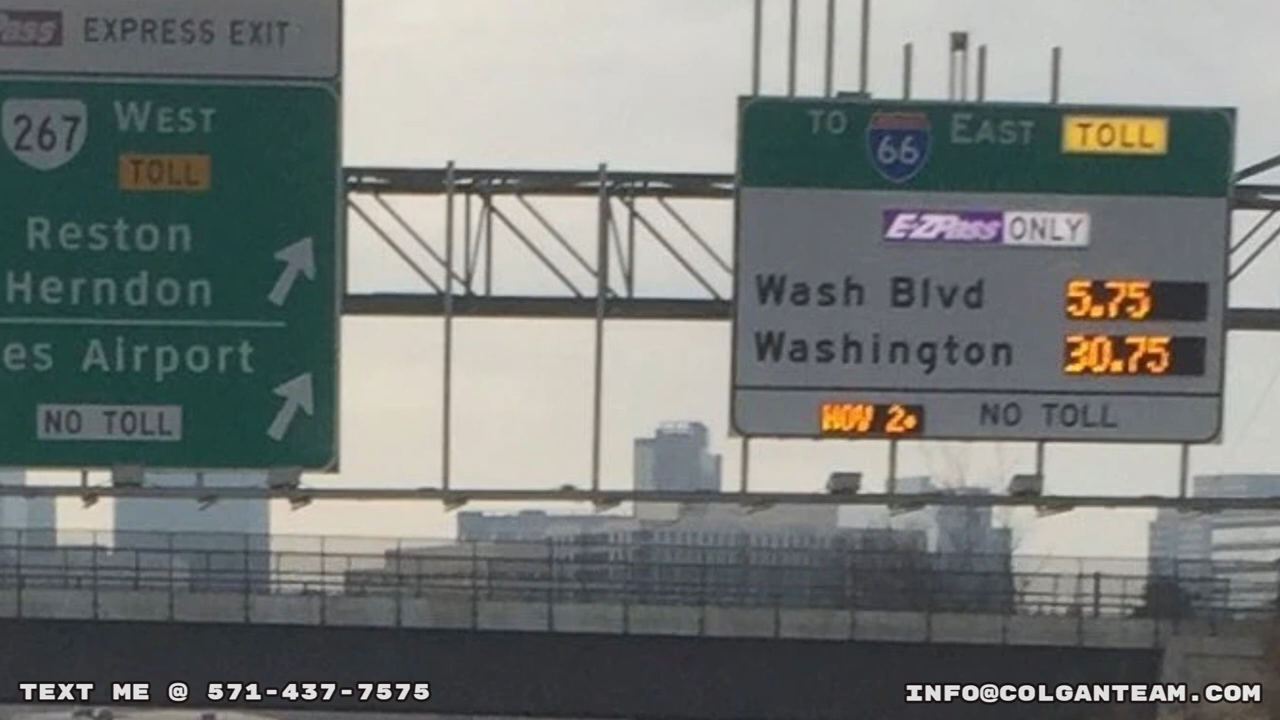 Pass EXPRESS EXIT
267 WEST
TOLL
Reston
Herndon
es Airport
NO TOLL
TO 66 EAST TOLL
E-ZPass ONLY
Wash Blvd 5.75
Washington 30.75
HOV 2+ NO TOLL
TEXT ME @ 571-437-7575
INFO@COLGANTEAM.COM